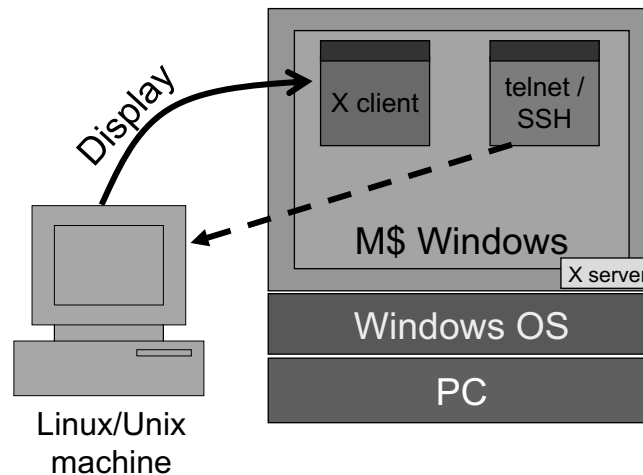 Display
X client
telnet /
SSH
M$ Windows
X server
Windows OS
PC
Linux/Unix
machine